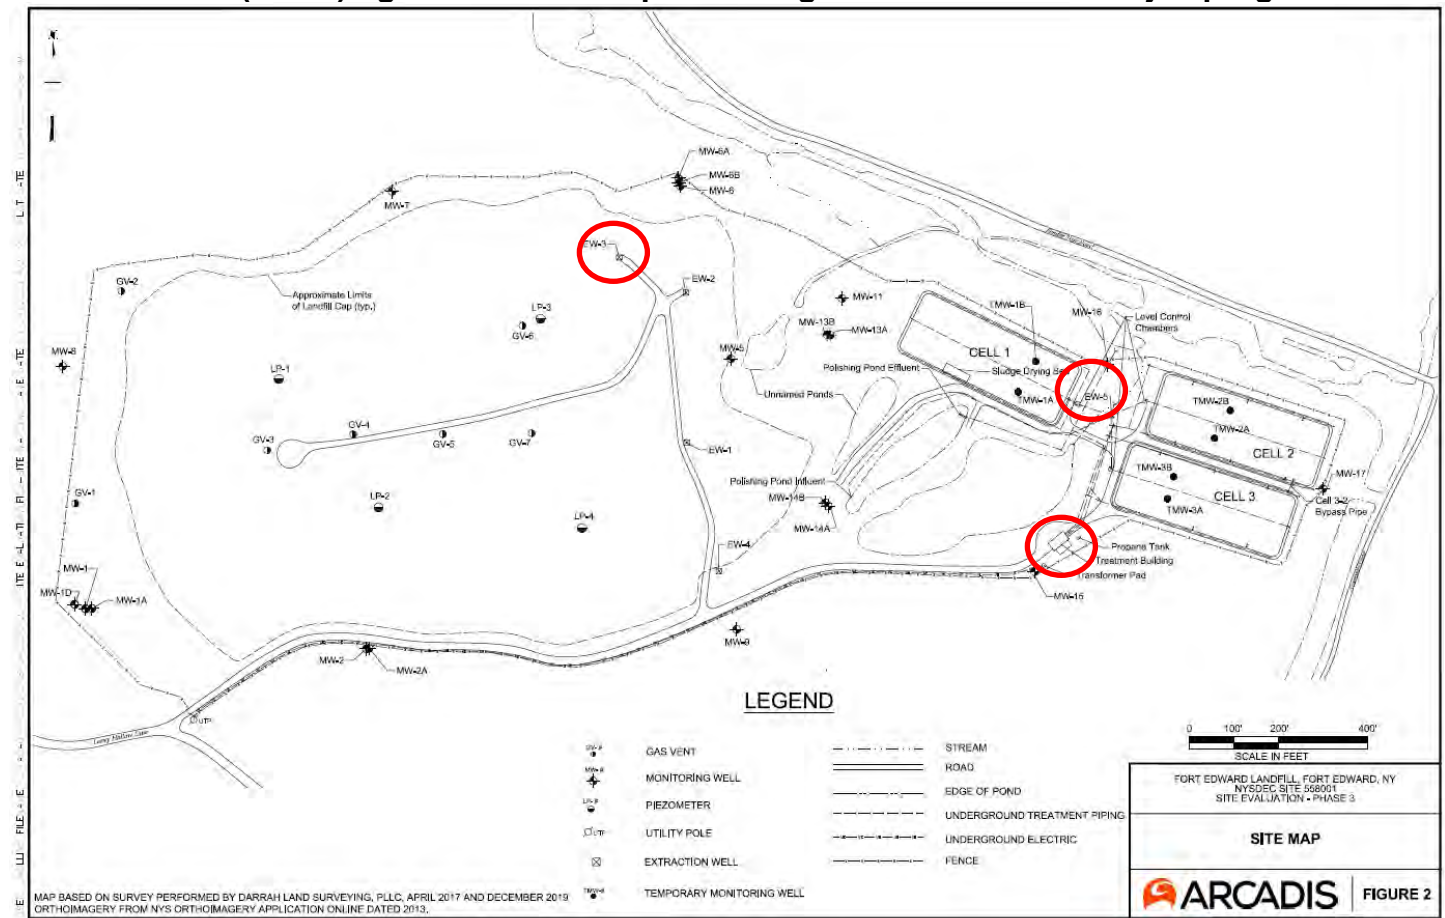 MW-6A
MW-6B
MW-6
MW-7
EW-3
EW-2
GV-2
Approximate Limits
of Landfill Cap (typ.)
LP-3
GV-6
MW-11
MW-13B
MW-13A
TMW-1B
MW-16
Level Control
Chambers
MW-8
MW-5
CELL 1
Polishing Pond Effluent
Sludge Drying Bed
LP-1
Unnamed Ponds
TMW-1A
EW-5
TMW-2B
TMW-2A
CELL 2
GV-3
GV-4
GV-5
GV-7
EW-1
TMW-3B
CELL 3
MW-17
Polishing Pond Influent
GV-1
LP-2
MW-14B
MW-14A
TMW-3A
Cell 3-2
Bypass Pipe
LP-4
EW-4
Propane Tank
Treatment Building
Transformer Pad
MW-1
MW-1D
MW-1A
MW-15
MW-9
MW-2
MW-2A
UTP
LEGEND
GAS VENT
MONITORING WELL
PIEZOMETER
UTP
UTILITY POLE
EXTRACTION WELL
TEMPORARY MONITORING WELL
STREAM
ROAD
EDGE OF POND
UNDERGROUND TREATMENT PIPING
UNDERGROUND ELECTRIC
FENCE
0 100' 200' 400'
SCALE IN FEET
FORT EDWARD LANDFILL, FORT EDWARD, NY
NYSDEC SITE 558001
SITE EVALUATION - PHASE 3
SITE MAP
ARCADIS
FIGURE 2
MAP BASED ON SURVEY PERFORMED BY DARRAH LAND SURVEYING, PLLC, APRIL 2017 AND DECEMBER 2019
ORTHOIMAGERY FROM NYS ORTHOIMAGERY APPLICATION ONLINE DATED 2013.